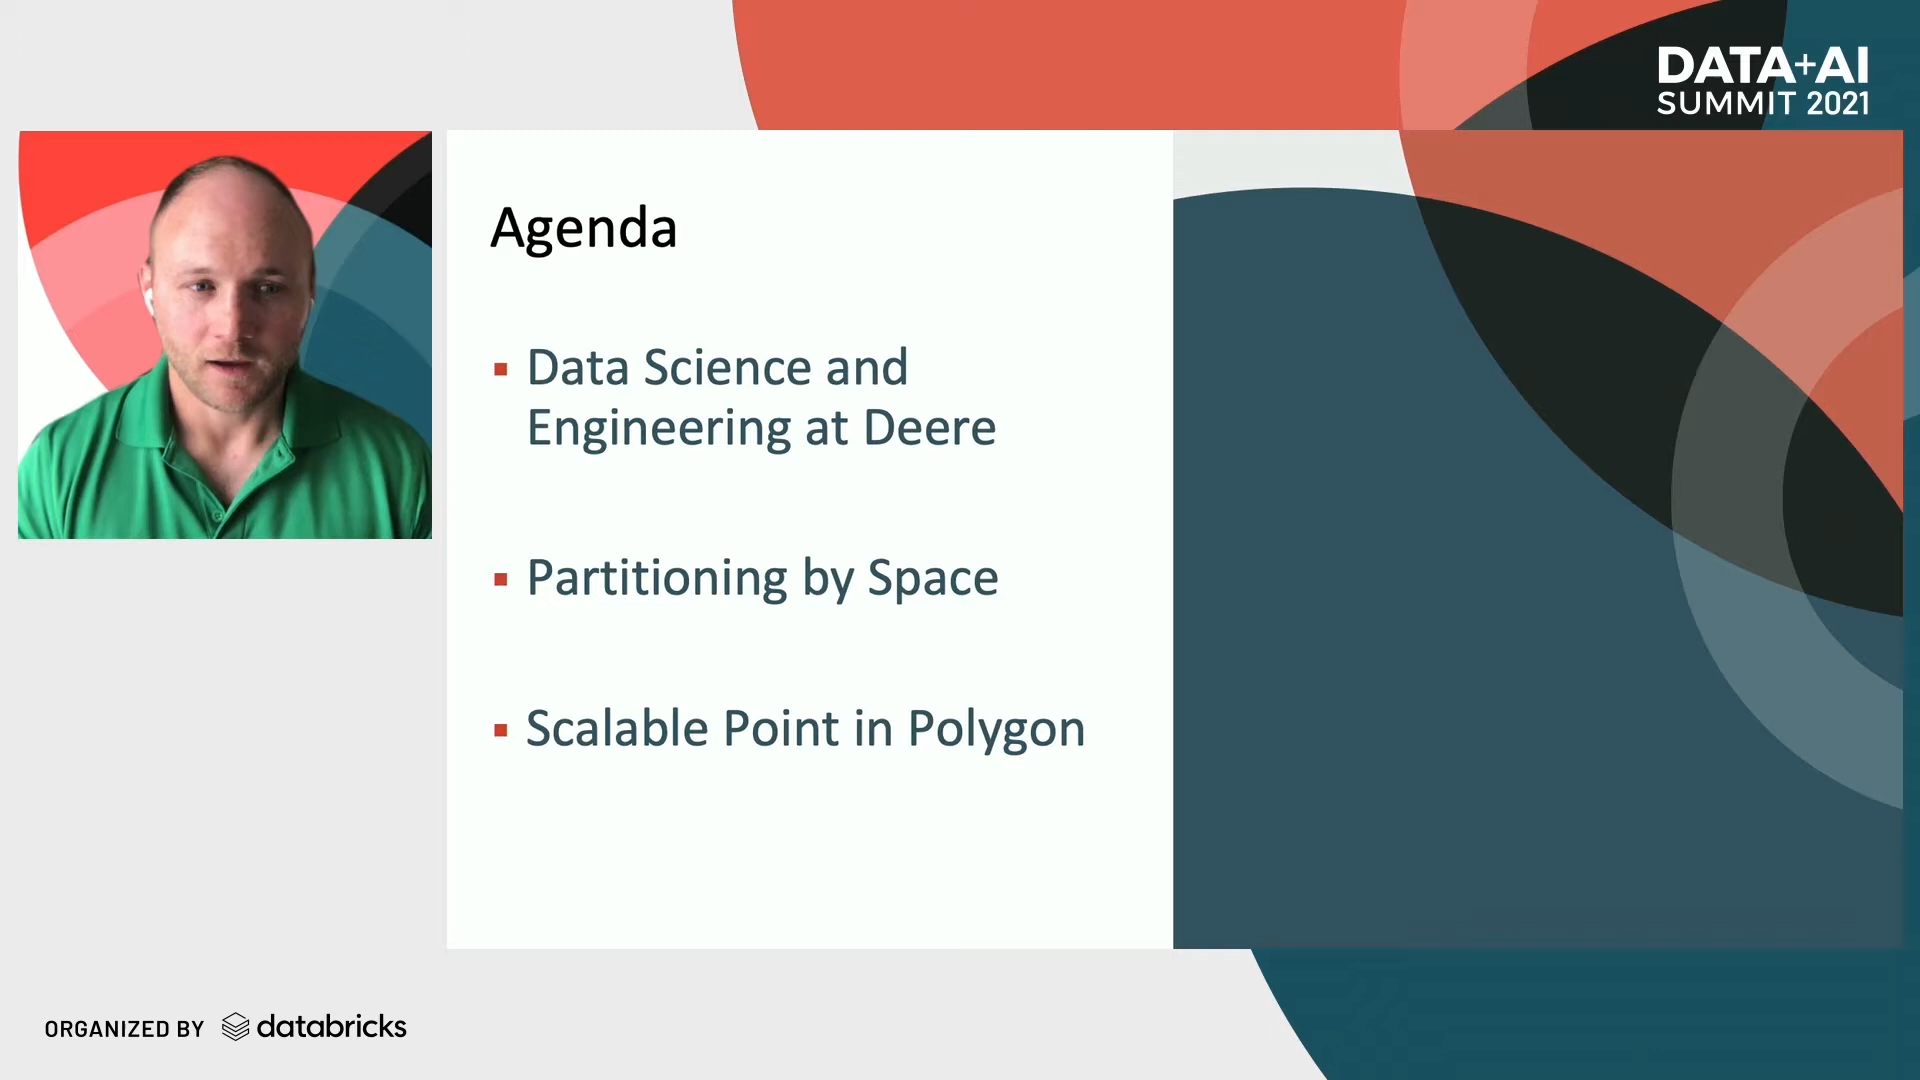 DATA+AI
SUMMIT 2021
Agenda
Data Science and
Engineering at Deere
Partitioning by Space
Scalable Point in Polygon
ORGANIZED BY databricks